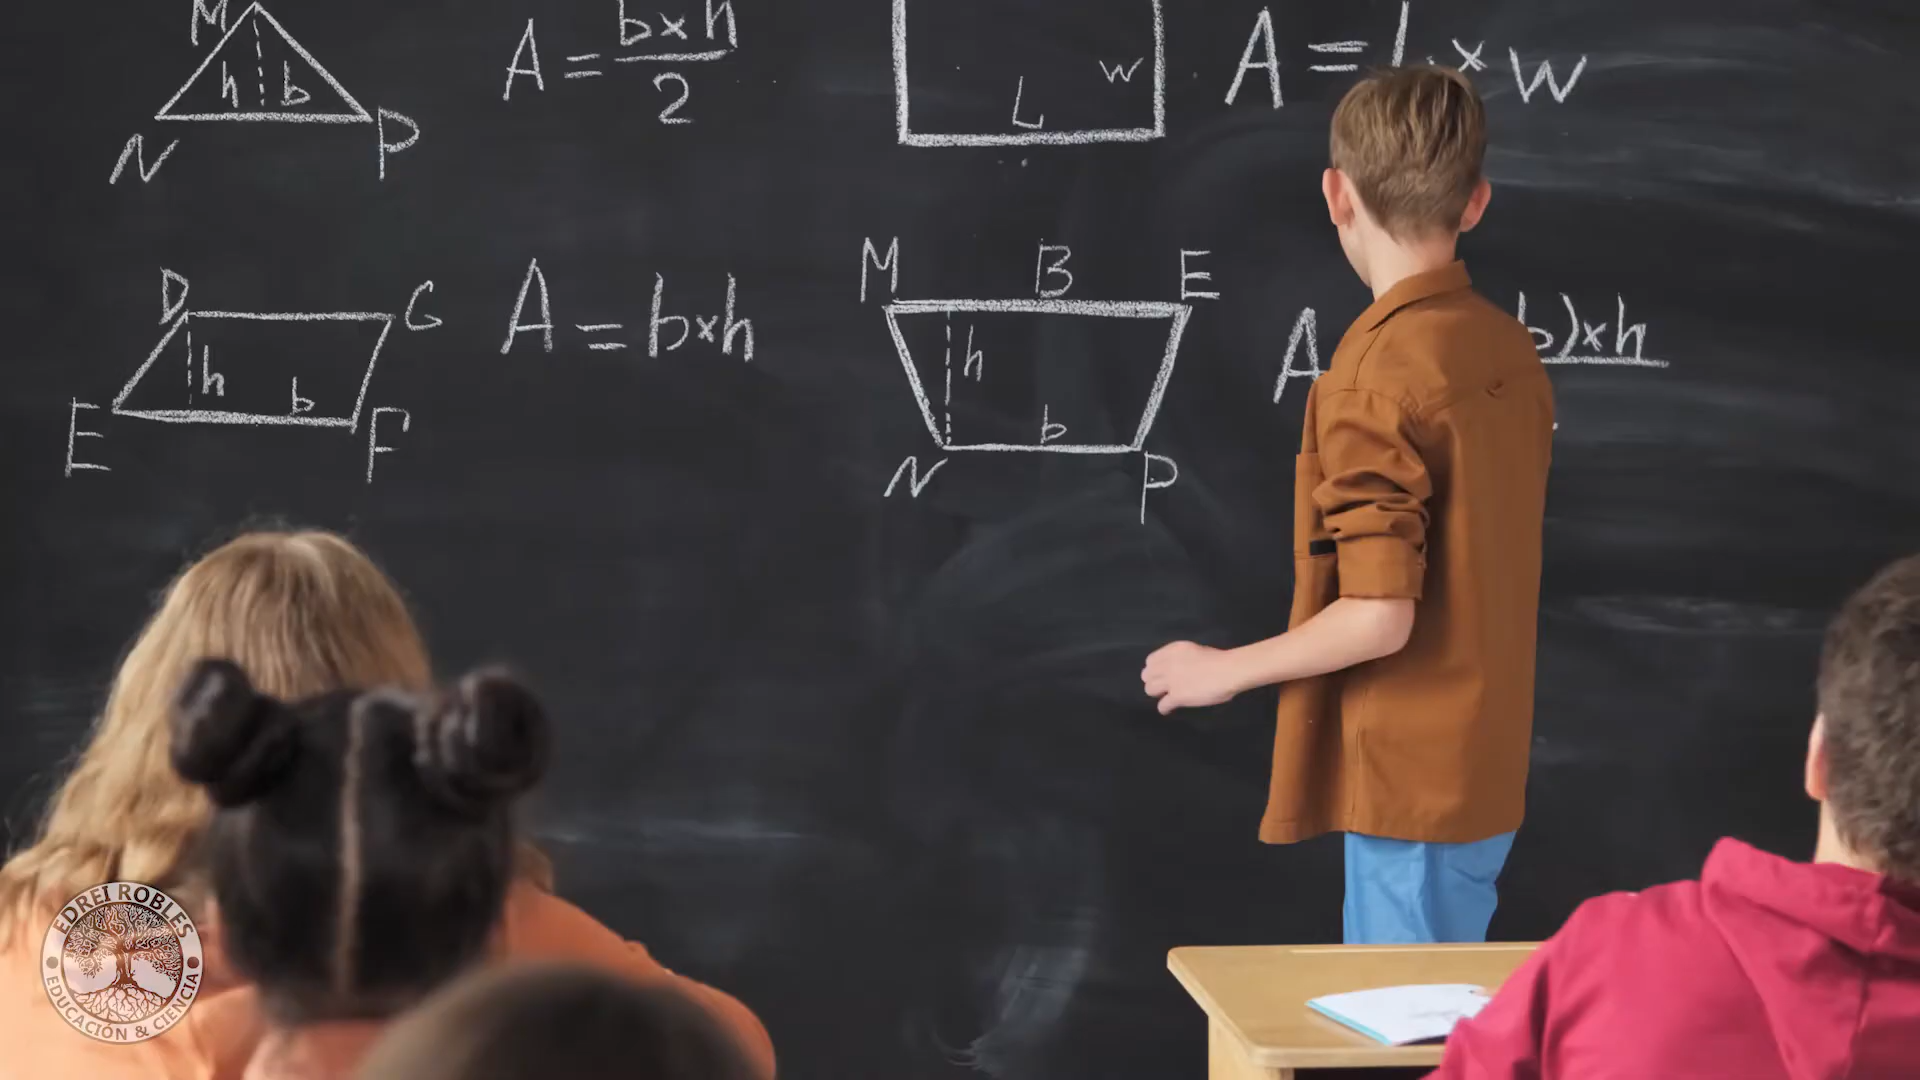 M
h b
N P
A = b×h
2
L
w
A = L × w
D G
h
b
E F
A = b×h
M B E
h
b
N P
A b)×h
EDREI ROBLES
EDUCACIÓN & CIENCIA